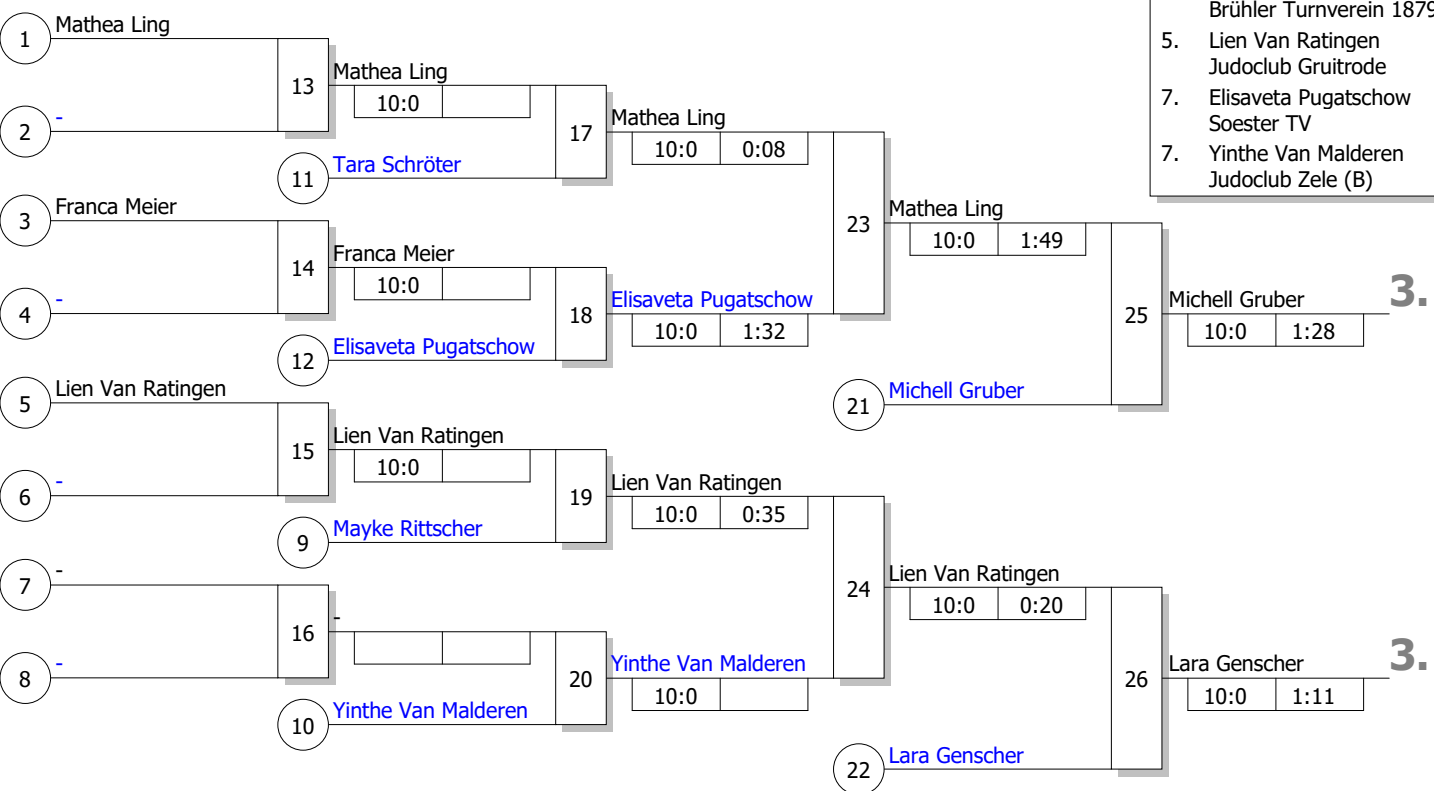 Brühler Turnverein 1879
5. Lien Van Ratingen
Judoclub Gruitrode
7. Elisaveta Pugatschow
Soester TV
7. Yinthe Van Malderen
Judoclub Zele (B)
1 Mathea Ling
2 -
13 Mathea Ling
10:0
11 Tara Schröter
17 Mathea Ling
10:0 0:08
3 Franca Meier
4 -
14 Franca Meier
10:0
12 Elisaveta Pugatschow
18 Elisaveta Pugatschow
10:0 1:32
23 Mathea Ling
10:0 1:49
21 Michell Gruber
25 Michell Gruber 3.
10:0 1:28
5 Lien Van Ratingen
6 -
15 Lien Van Ratingen
10:0
9 Mayke Rittscher
19 Lien Van Ratingen
10:0 0:35
7 -
8 -
16 -
10 Yinthe Van Malderen
20 Yinthe Van Malderen
10:0
24 Lien Van Ratingen
10:0 0:20
22 Lara Genscher
26 Lara Genscher 3.
10:0 1:11